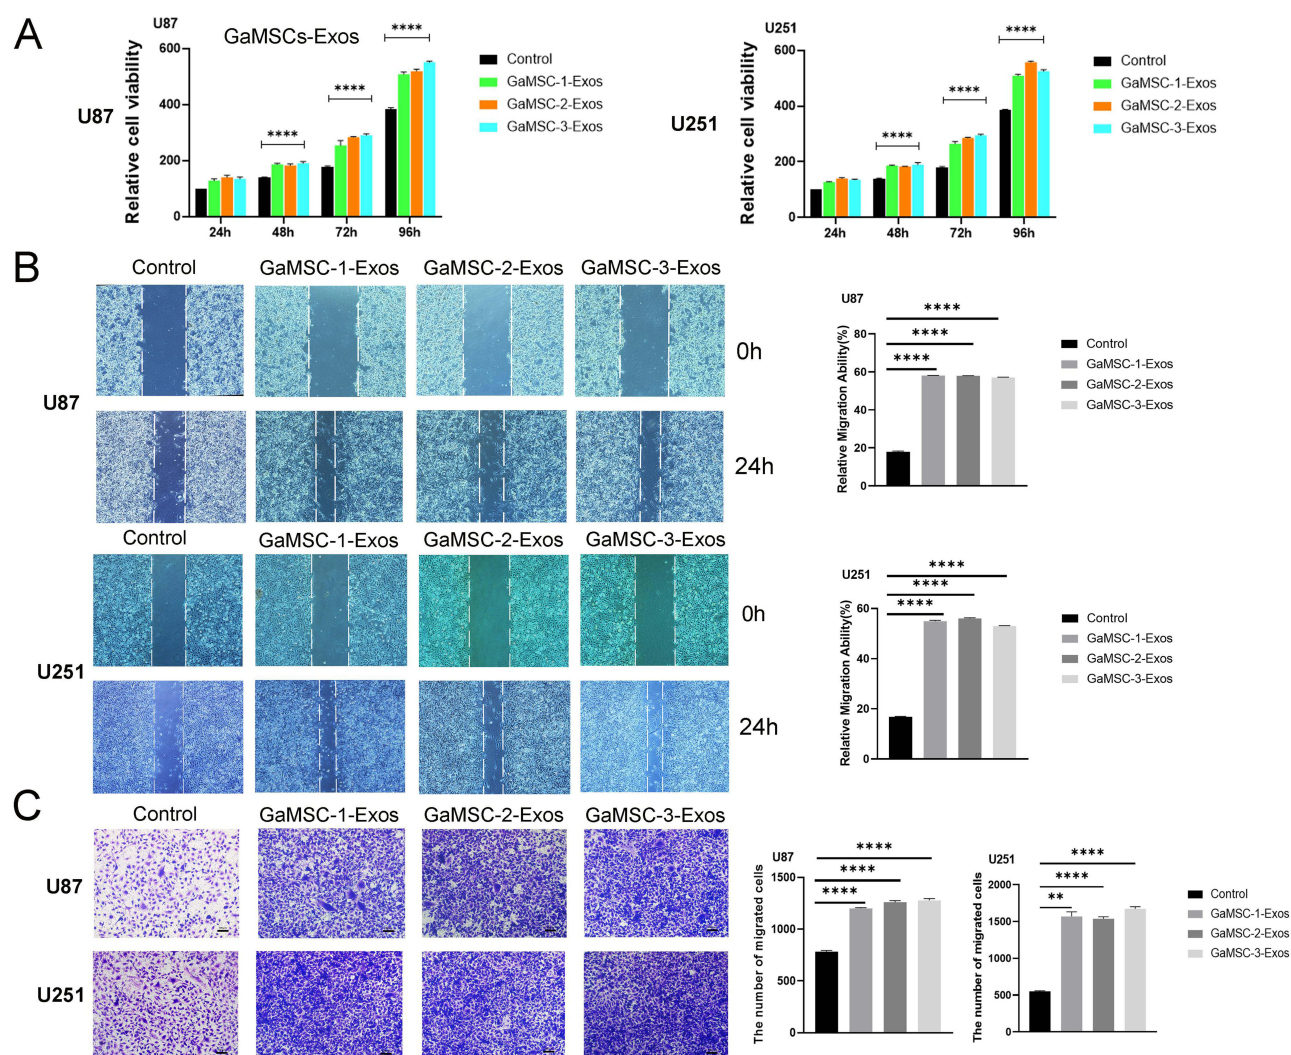 A
U87
GaMSCs-Exos
U87
Relative cell viability
600
400
200
0
24h
48h
72h
96h
****
****
****
Control
GaMSC-1-Exos
GaMSC-2-Exos
GaMSC-3-Exos
U251
U251
Relative cell viability
600
400
200
0
24h
48h
72h
96h
****
****
****
Control
GaMSC-1-Exos
GaMSC-2-Exos
GaMSC-3-Exos
B
Control
GaMSC-1-Exos
GaMSC-2-Exos
GaMSC-3-Exos
U87
0h
24h
U87
Relative Migration Ability(%)
80
60
40
20
0
****
****
****
Control
GaMSC-1-Exos
GaMSC-2-Exos
GaMSC-3-Exos
Control
GaMSC-1-Exos
GaMSC-2-Exos
GaMSC-3-Exos
U251
0h
24h
U251
Relative Migration Ability(%)
60
40
20
0
****
****
****
Control
GaMSC-1-Exos
GaMSC-2-Exos
GaMSC-3-Exos
C
Control
GaMSC-1-Exos
GaMSC-2-Exos
GaMSC-3-Exos
U87
U251
U87
The number of migrated cells
1500
1000
500
0
****
****
****
U251
The number of migrated cells
2000
1500
1000
500
0
****
****
**
Control
GaMSC-1-Exos
GaMSC-2-Exos
GaMSC-3-Exos